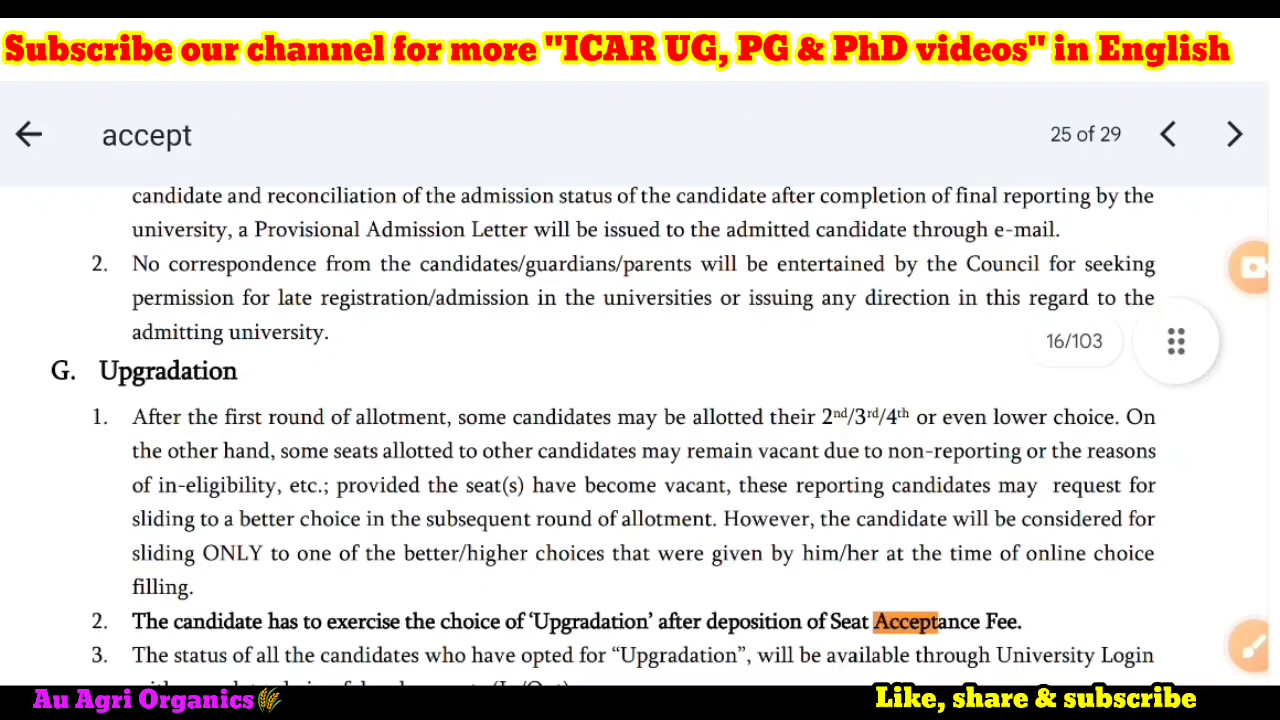 Subscribe our channel for more "ICAR UG, PG & PhD videos" in English
accept
25 of 29
candidate and reconciliation of the admission status of the candidate after completion of final reporting by the
university, a Provisional Admission Letter will be issued to the admitted candidate through e-mail.
2. No correspondence from the candidates/guardians/parents will be entertained by the Council for seeking
permission for late registration/admission in the universities or issuing any direction in this regard to the
admitting university.
16/103
G. Upgradation
1. After the first round of allotment, some candidates may be allotted their 2nd/3rd/4th or even lower choice. On
the other hand, some seats allotted to other candidates may remain vacant due to non-reporting or the reasons
of in-eligibility, etc.; provided the seat(s) have become vacant, these reporting candidates may request for
sliding to a better choice in the subsequent round of allotment. However, the candidate will be considered for
sliding ONLY to one of the better/higher choices that were given by him/her at the time of online choice
filling.
2. The candidate has to exercise the choice of ‘Upgradation’ after deposition of Seat Acceptance Fee.
3. The status of all the candidates who have opted for “Upgradation”, will be available through University Login
Au Agri Organics
Like, share & subscribe